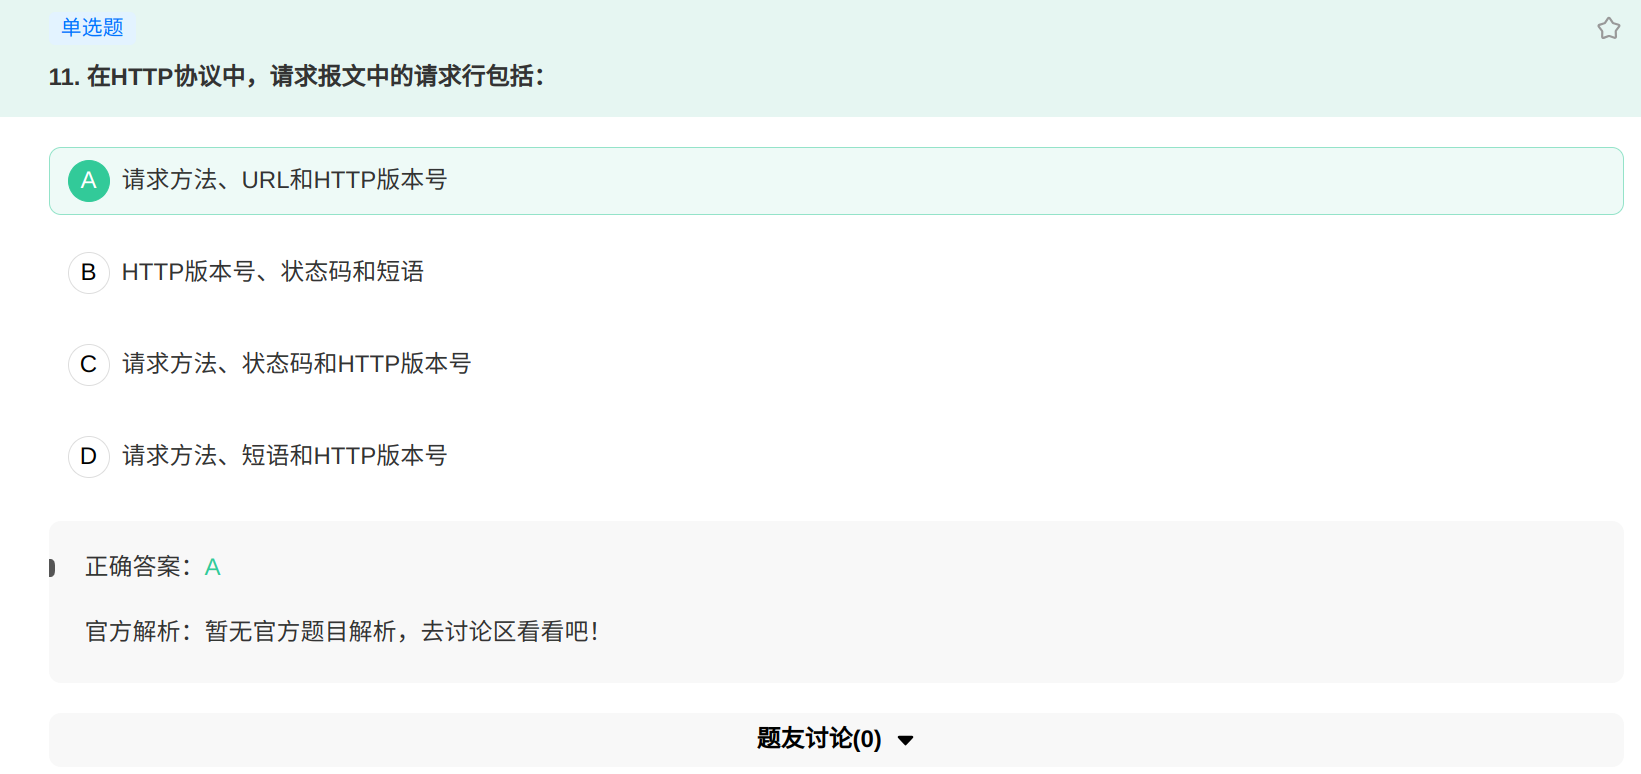 单选题
11. 在HTTP协议中，请求报文中的请求行包括：
A 请求方法、URL和HTTP版本号
B HTTP版本号、状态码和短语
C 请求方法、状态码和HTTP版本号
D 请求方法、短语和HTTP版本号
正确答案：A
官方解析：暂无官方题目解析，去讨论区看看吧！
题友讨论(0)